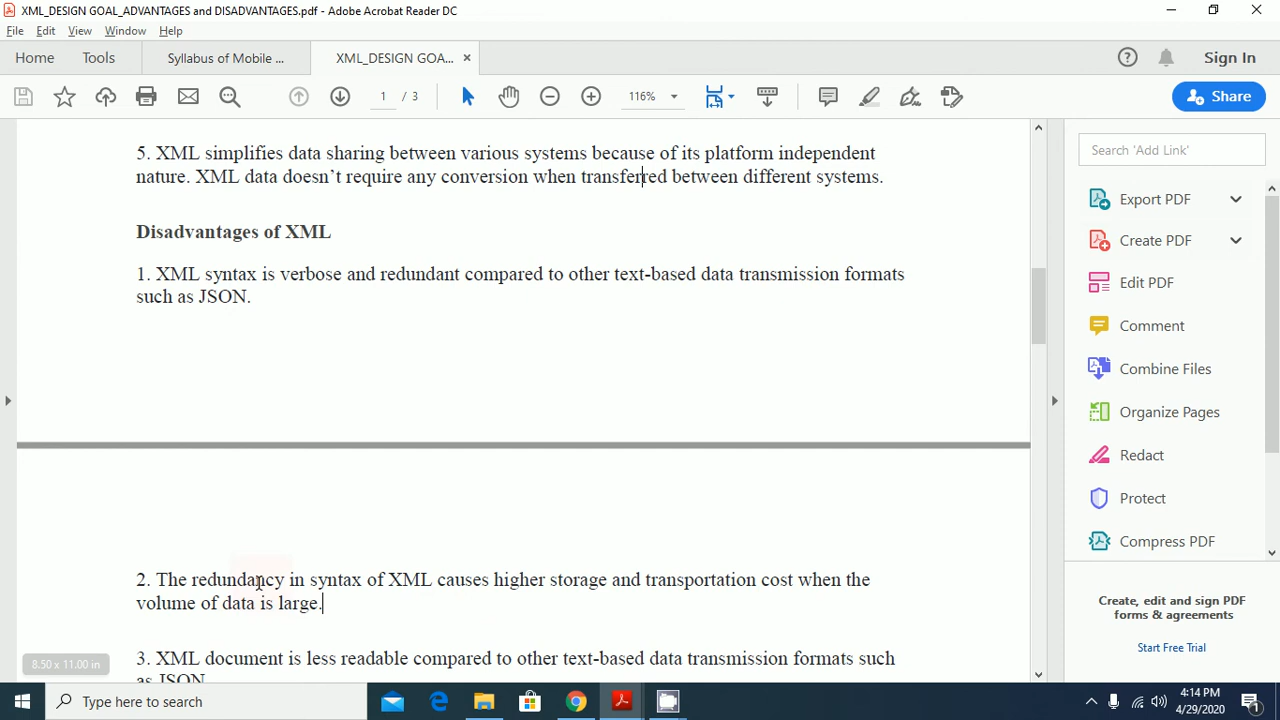 XML_DESIGN GOAL_ADVANTAGES and DISADVANTAGES.pdf - Adobe Acrobat Reader DC
File Edit View Window Help
Home Tools Syllabus of Mobile ... XML_DESIGN GOA... ×
Sign In
1 / 3 116% Share
5. XML simplifies data sharing between various systems because of its platform independent
nature. XML data doesn’t require any conversion when transferred between different systems.
Disadvantages of XML
1. XML syntax is verbose and redundant compared to other text-based data transmission formats
such as JSON.
2. The redundancy in syntax of XML causes higher storage and transportation cost when the
volume of data is large.
3. XML document is less readable compared to other text-based data transmission formats such
as JSON.
8.50 x 11.00 in
Search 'Add Link'
Export PDF
Create PDF
Edit PDF
Comment
Combine Files
Organize Pages
Redact
Protect
Compress PDF
Create, edit and sign PDF
forms & agreements
Start Free Trial
Type here to search
4:14 PM
4/29/2020
1